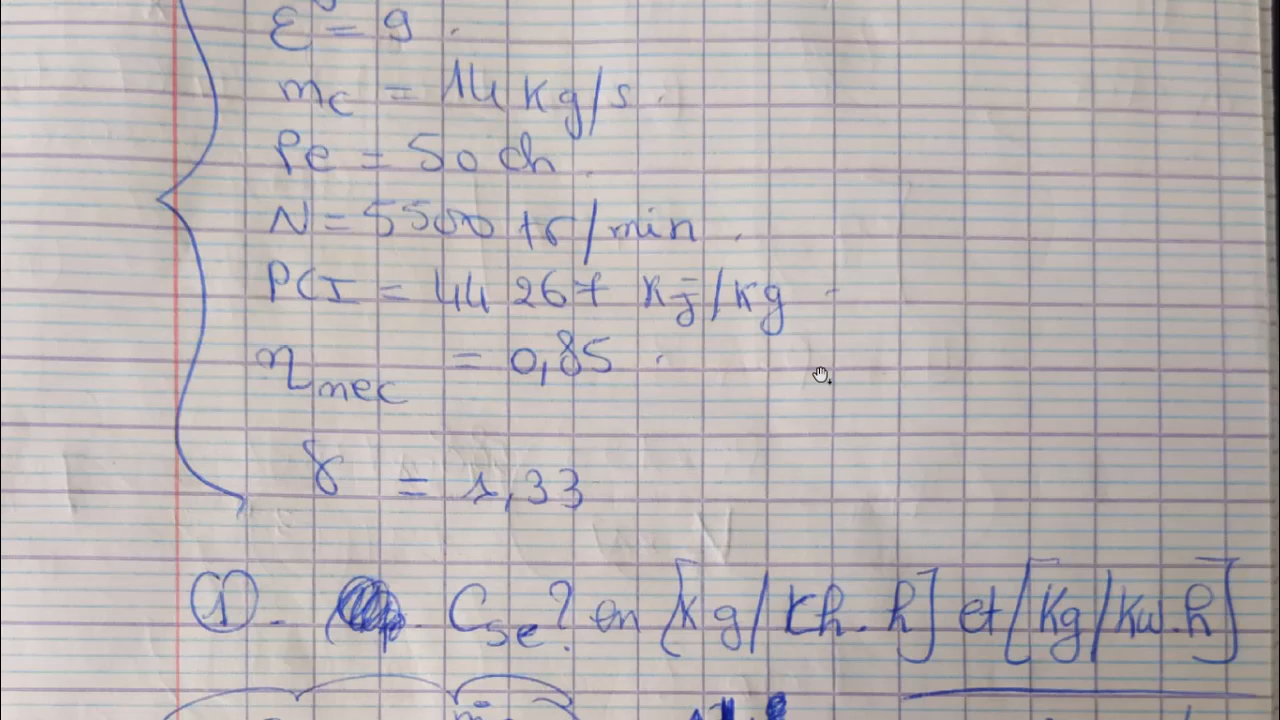 ε = 9.
mc = 14 kg/s.
Pe = 50 ch.
N = 5500 tr/min.
PCI = 44 267 KJ/Kg.
η mec = 0,85.
γ = 1,33
①. Cse? en [Kg/Ch.h] et [Kg/Kw.h]